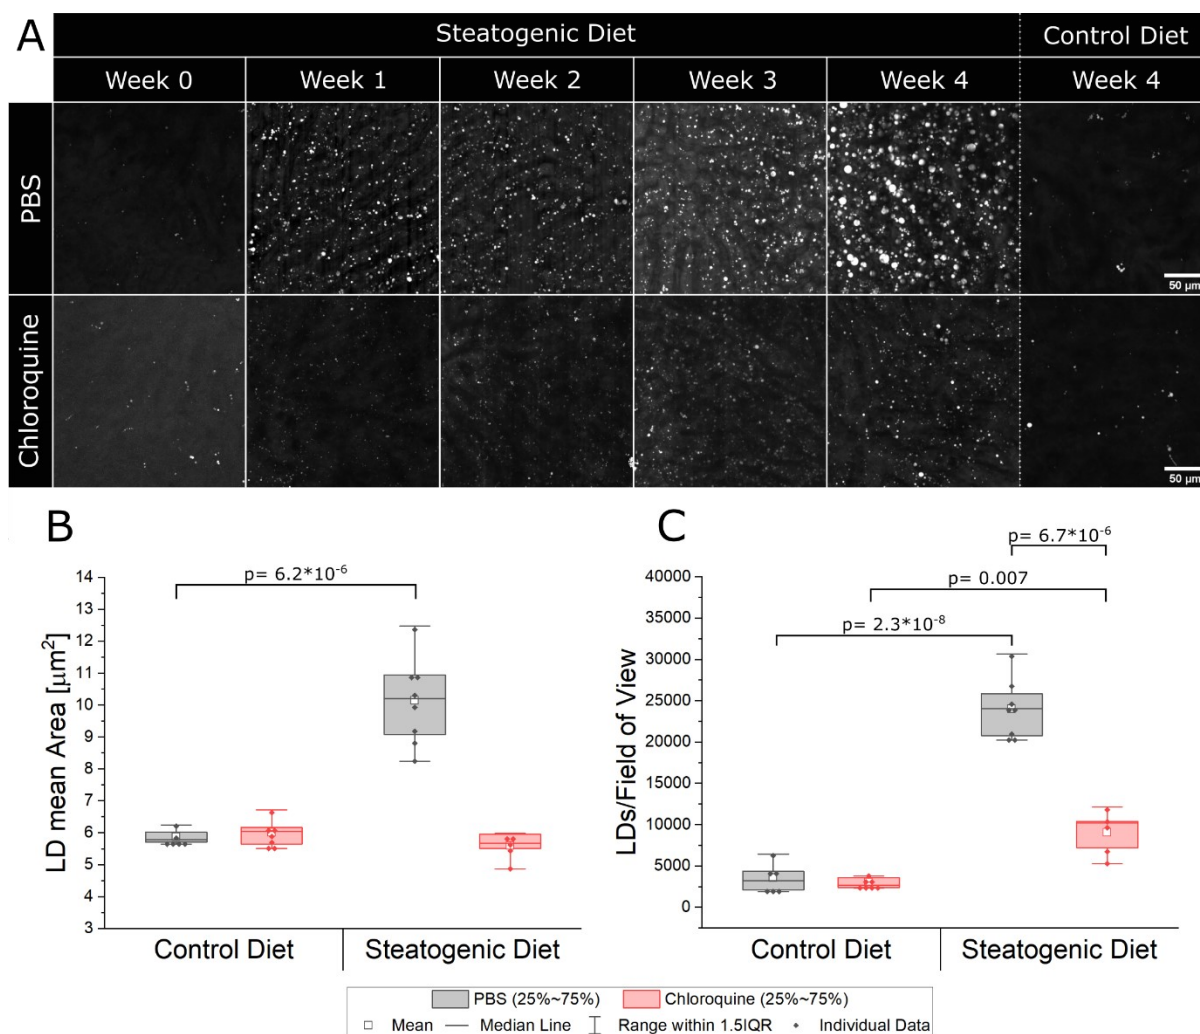 A
Steatogenic Diet
Control Diet
Week 0
Week 1
Week 2
Week 3
Week 4
Week 4
PBS
50 µm
Chloroquine
50 µm
B
p= 6.2*10⁻⁶
LD mean Area [µm²]
14
13
12
11
10
9
8
7
6
5
4
3
Control Diet
Steatogenic Diet
C
p= 6.7*10⁻⁶
p= 0.007
p= 2.3*10⁻⁸
LDs/Field of View
40000
35000
30000
25000
20000
15000
10000
5000
0
Control Diet
Steatogenic Diet
PBS (25%~75%)
Chloroquine (25%~75%)
Mean
Median Line
Range within 1.5IQR
Individual Data